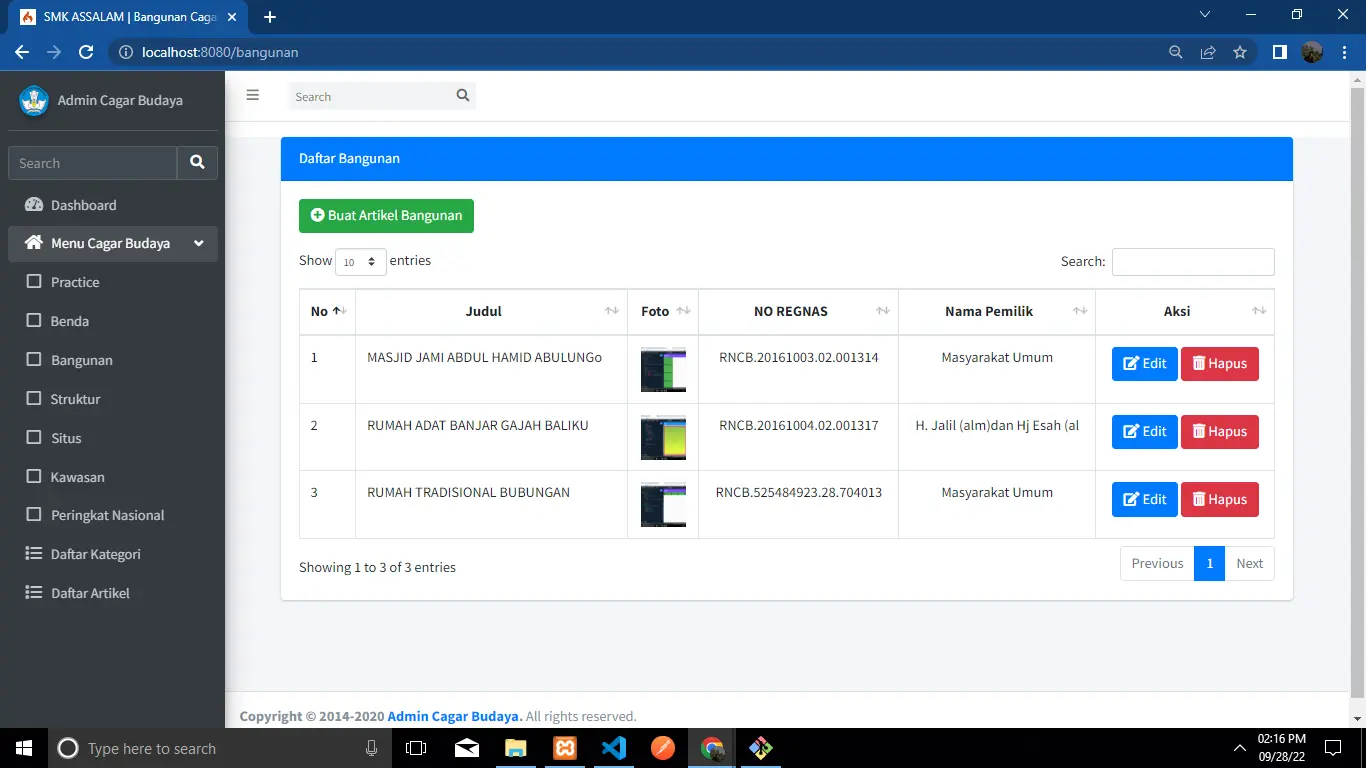 SMK ASSALAM | Bangunan Caga
localhost:8080/bangunan
Admin Cagar Budaya
Search
Search
Dashboard
Menu Cagar Budaya
Practice
Benda
Bangunan
Struktur
Situs
Kawasan
Peringkat Nasional
Daftar Kategori
Daftar Artikel
Daftar Bangunan
Buat Artikel Bangunan
Show 10 entries Search:
No Judul Foto NO REGNAS Nama Pemilik Aksi
1 MASJID JAMI ABDUL HAMID ABULUNGo RNCB.20161003.02.001314 Masyarakat Umum Edit Hapus
2 RUMAH ADAT BANJAR GAJAH BALIKU RNCB.20161004.02.001317 H. Jalil (alm)dan Hj Esah (al Edit Hapus
3 RUMAH TRADISIONAL BUBUNGAN RNCB.525484923.28.704013 Masyarakat Umum Edit Hapus
Showing 1 to 3 of 3 entries Previous 1 Next
Copyright © 2014-2020 Admin Cagar Budaya. All rights reserved.
Type here to search
02:16 PM
09/28/22